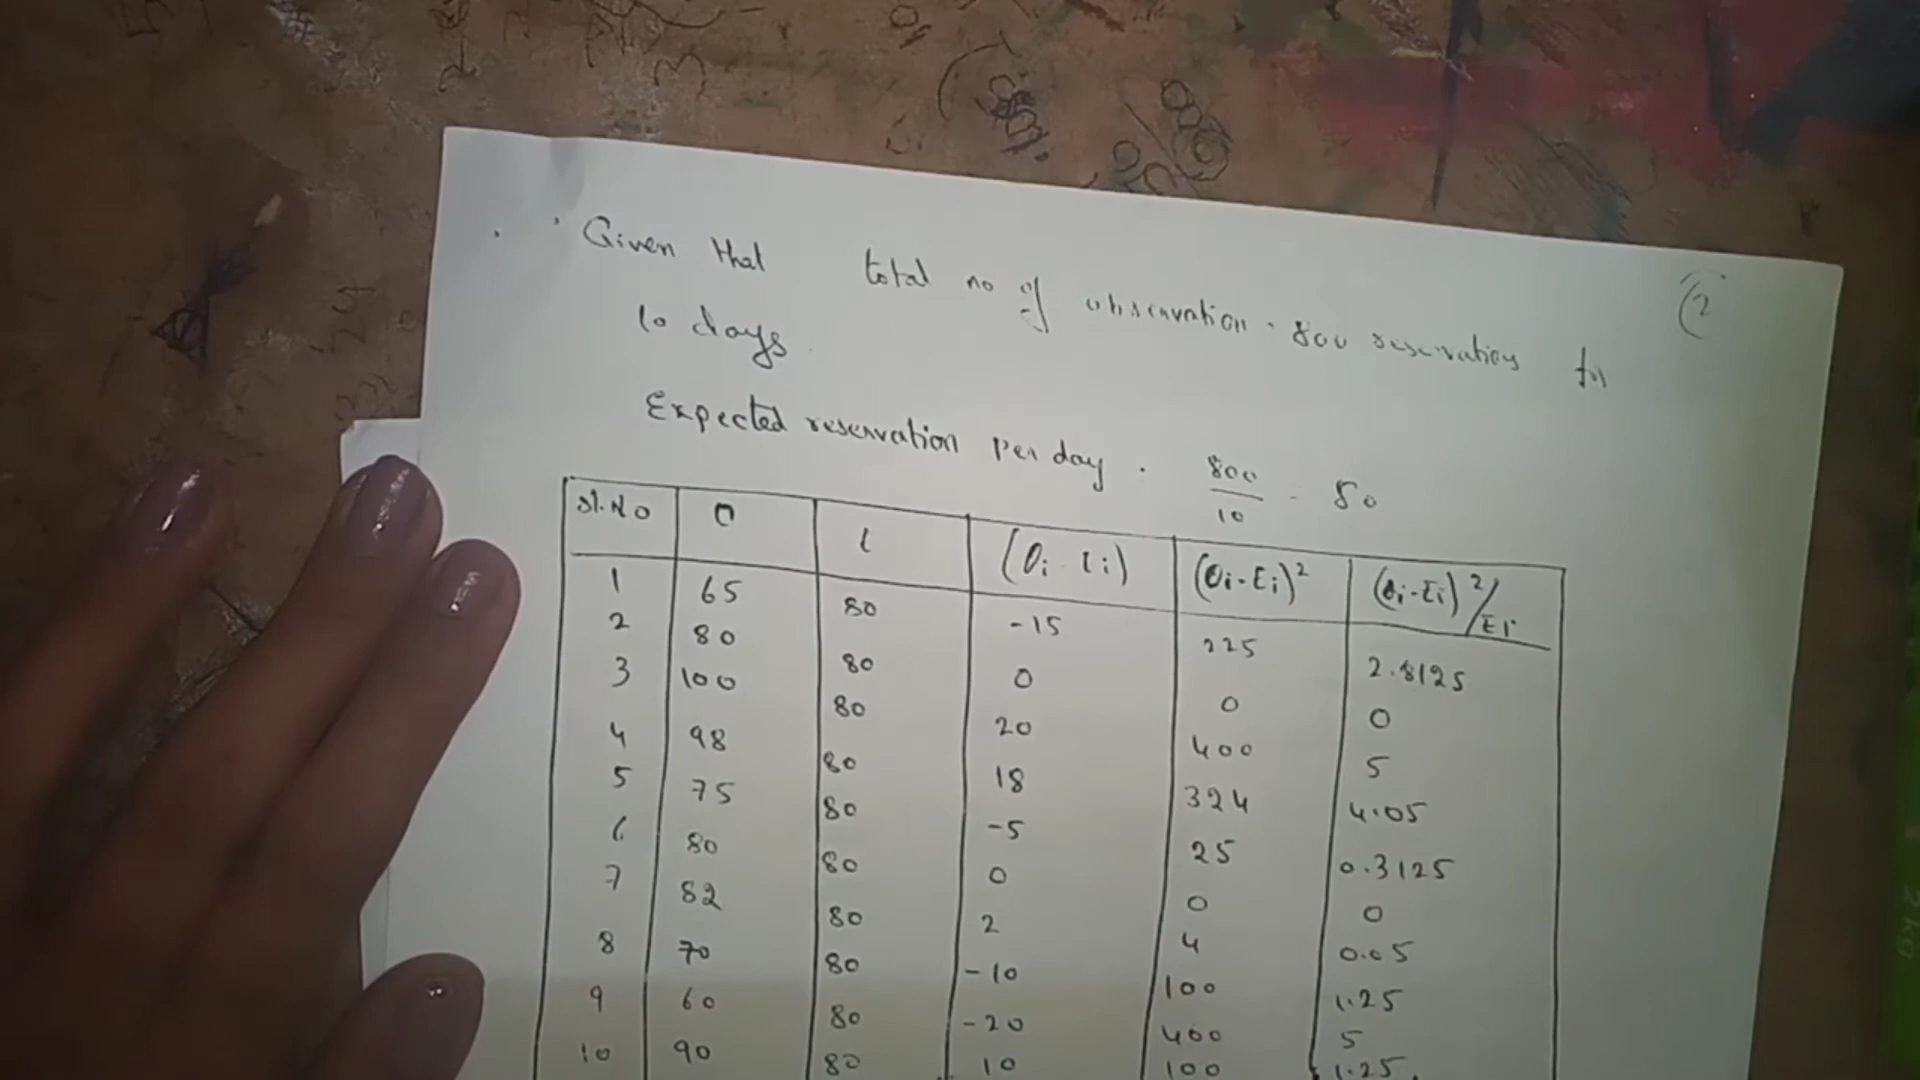 Given that total no of observation = 800 reservations for
(2
10 days.
Expected reservation per day = 800/10 = 80
Sl.No O E (Oi-Ei) (Oi-Ei)² (Oi-Ei)²/Ei
1 65 80 -15 225 2.8125
2 80 80 0 0 0
3 100 80 20 400 5
4 98 80 18 324 4.05
5 75 80 -5 25 0.3125
6 80 80 0 0 0
7 82 80 2 4 0.05
8 70 80 -10 100 1.25
9 60 80 -20 400 5
10 90 80 10 100 1.25
2kg